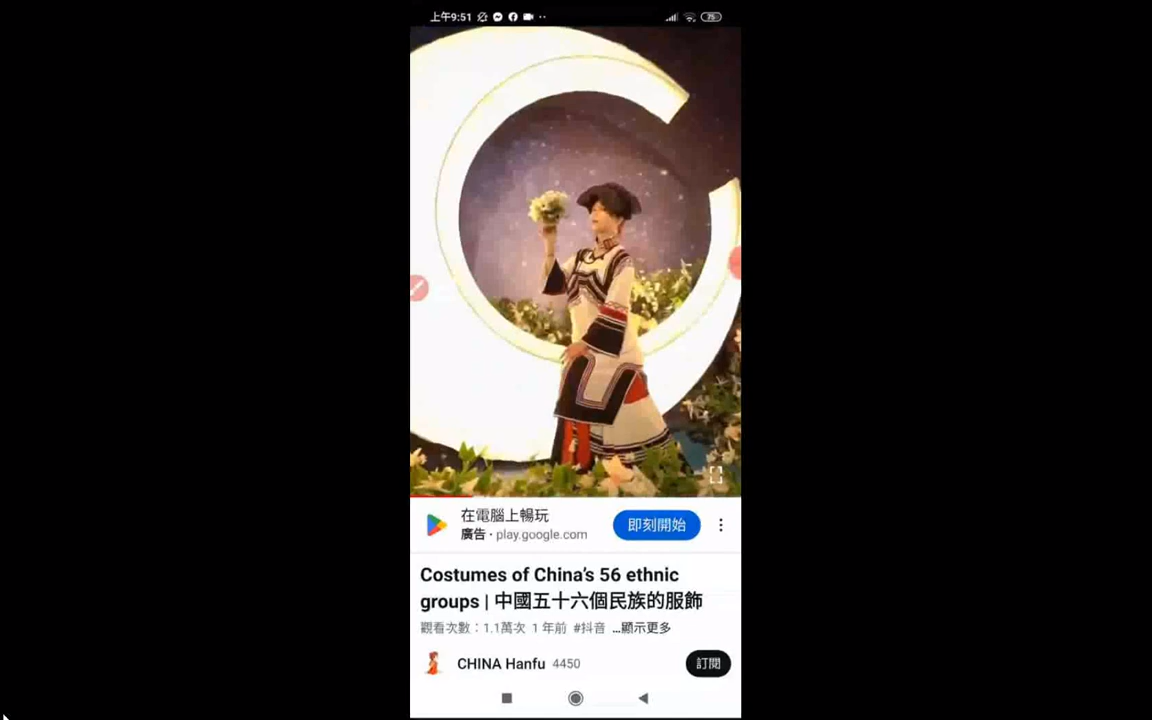 上午9:51
75
在電腦上暢玩
廣告 · play.google.com
即刻開始
Costumes of China's 56 ethnic
groups | 中國五十六個民族的服飾
觀看次數：1.1萬次 1 年前 #抖音 ...顯示更多
CHINA Hanfu 4450
訂閱